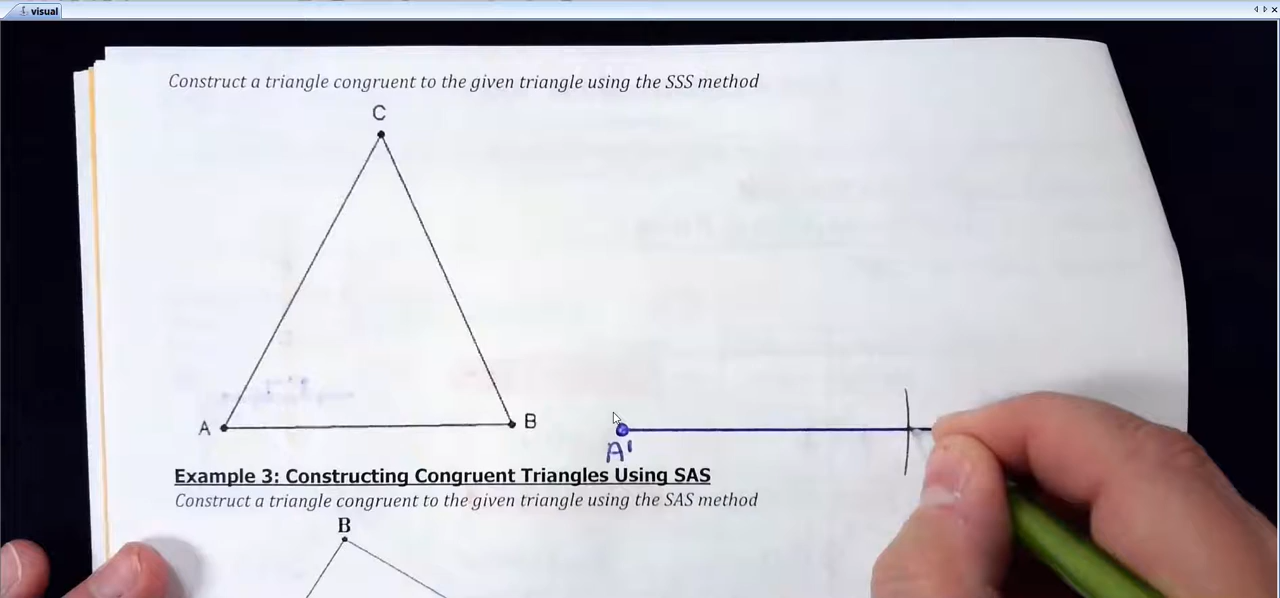 visual
Construct a triangle congruent to the given triangle using the SSS method
C
A
B
A'
Example 3: Constructing Congruent Triangles Using SAS
Construct a triangle congruent to the given triangle using the SAS method
B